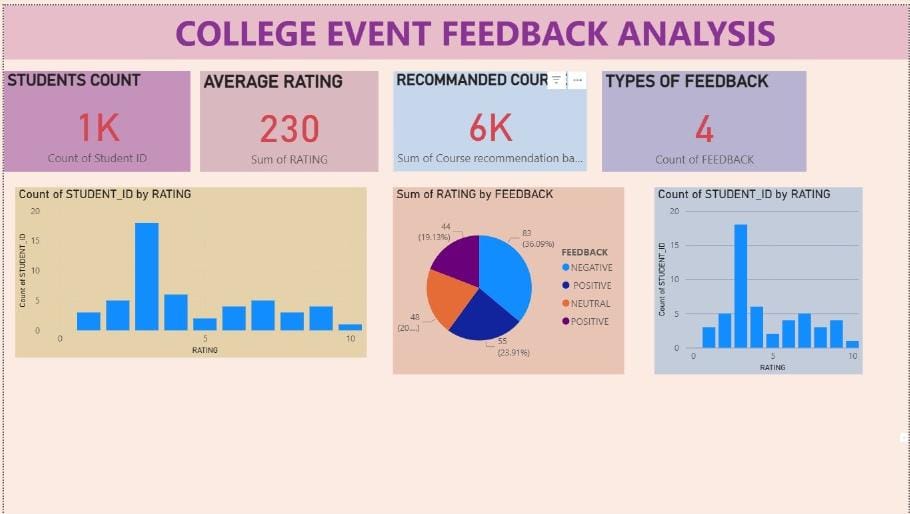 COLLEGE EVENT FEEDBACK ANALYSIS
STUDENTS COUNT
1K
Count of Student ID
AVERAGE RATING
230
Sum of RATING
RECOMMANDED COUR
6K
Sum of Course recommendation ba...
TYPES OF FEEDBACK
4
Count of FEEDBACK
Count of STUDENT_ID by RATING
20
15
10
5
0
Count of STUDENT_ID
0 5 10
RATING
Sum of RATING by FEEDBACK
44
(19.13%)
83
(36.09%)
48
(20....)
55
(23.91%)
FEEDBACK
NEGATIVE
POSITIVE
NEUTRAL
POSITIVE
Count of STUDENT_ID by RATING
20
15
10
5
0
Count of STUDENT_ID
0 5 10
RATING